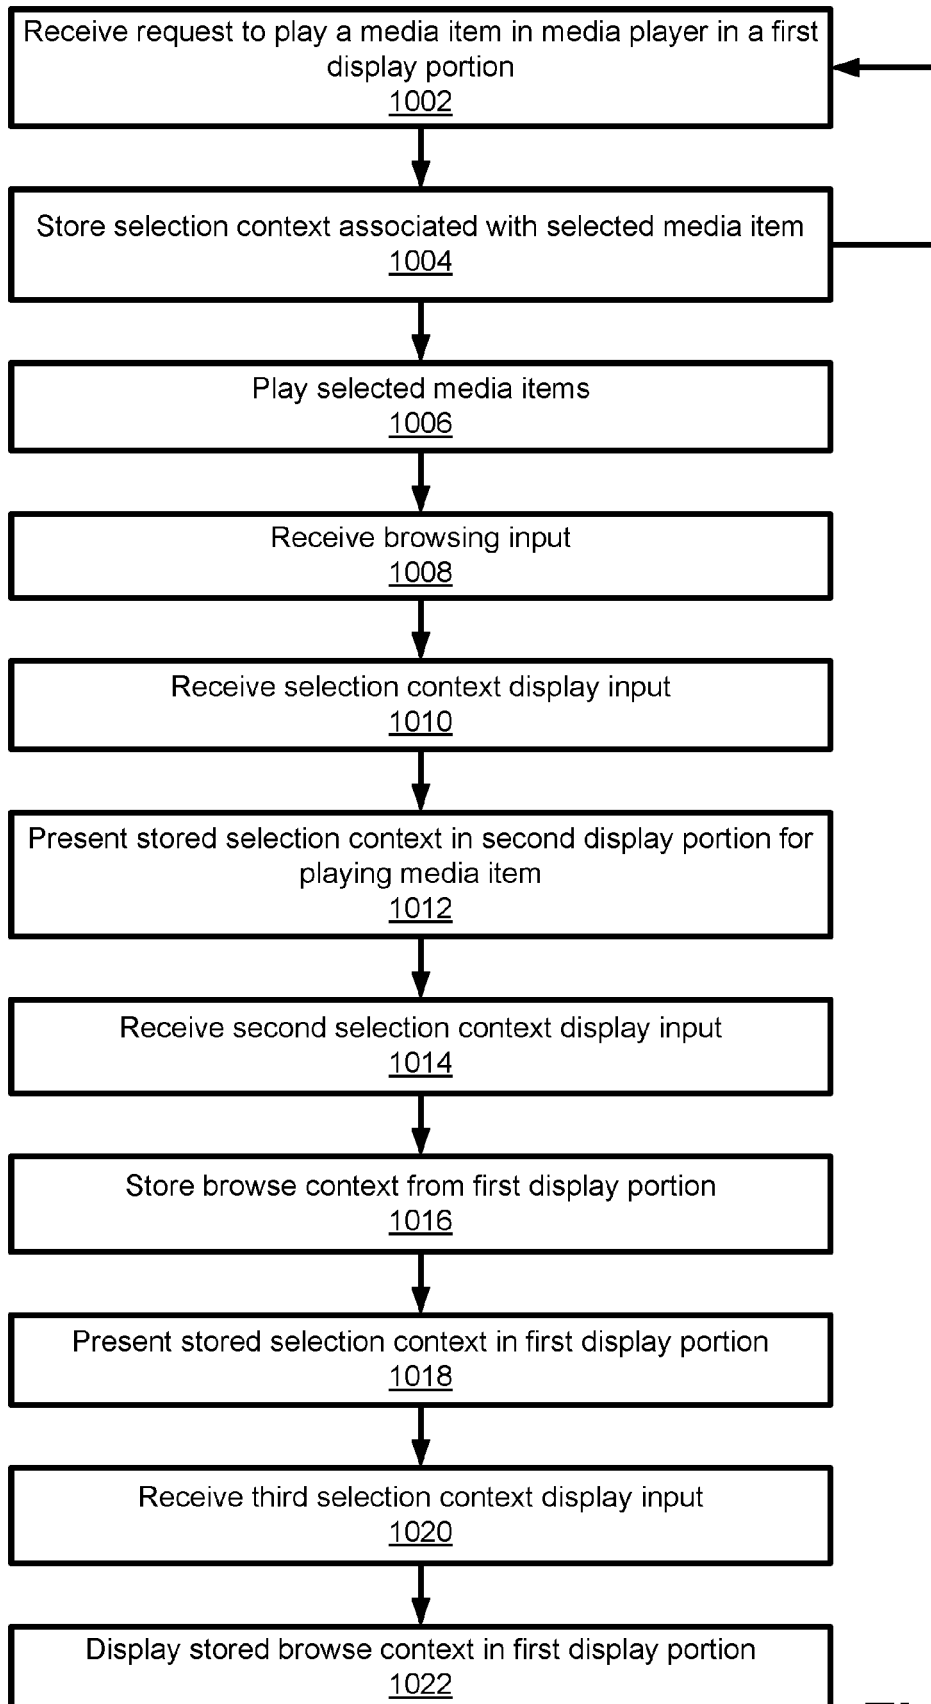 Receive request to play a media item in media player in a first
display portion
1002
Store selection context associated with selected media item
1004
Play selected media items
1006
Receive browsing input
1008
Receive selection context display input
1010
Present stored selection context in second display portion for
playing media item
1012
Receive second selection context display input
1014
Store browse context from first display portion
1016
Present stored selection context in first display portion
1018
Receive third selection context display input
1020
Display stored browse context in first display portion
1022